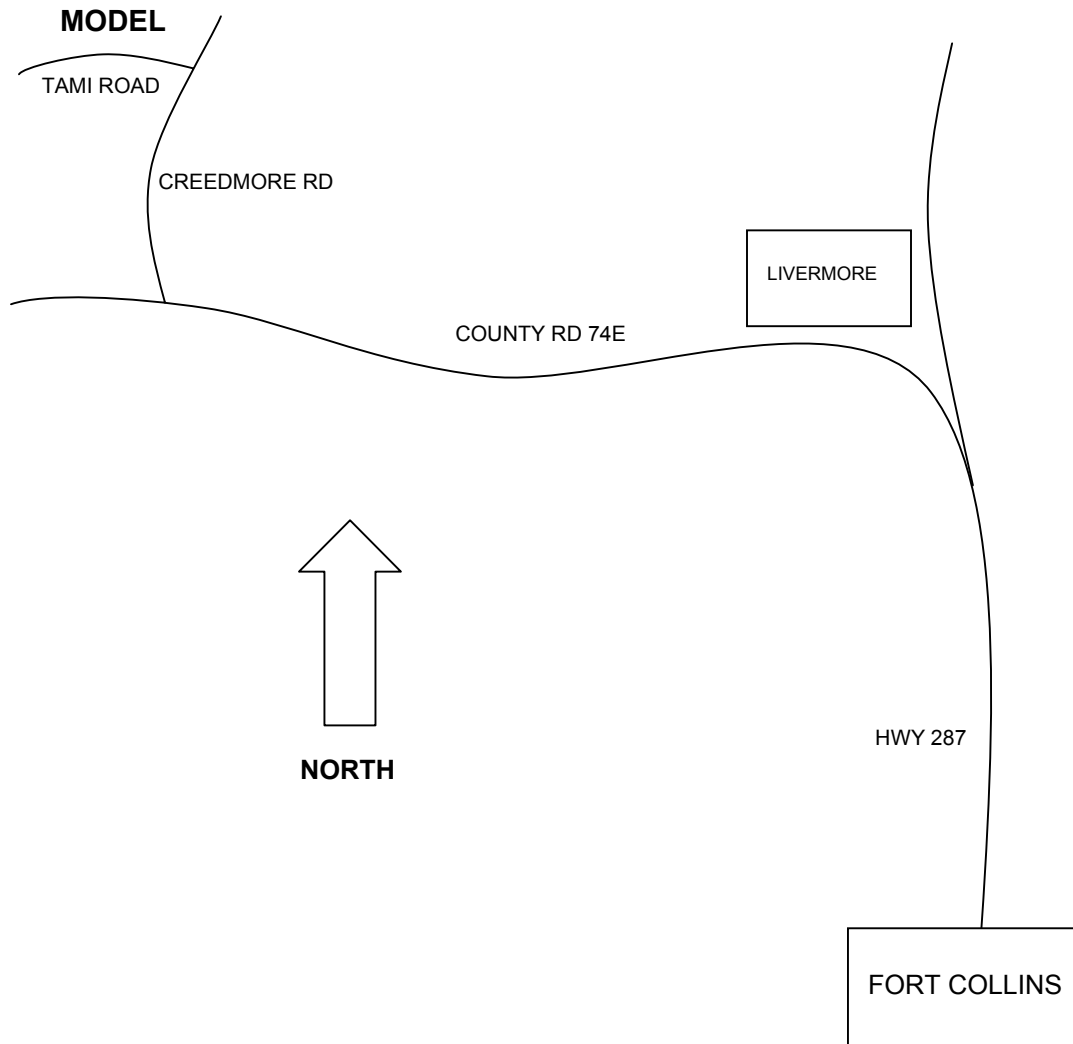 MODEL
TAMI ROAD
CREEDMORE RD
LIVERMORE
COUNTY RD 74E
HWY 287
NORTH
FORT COLLINS